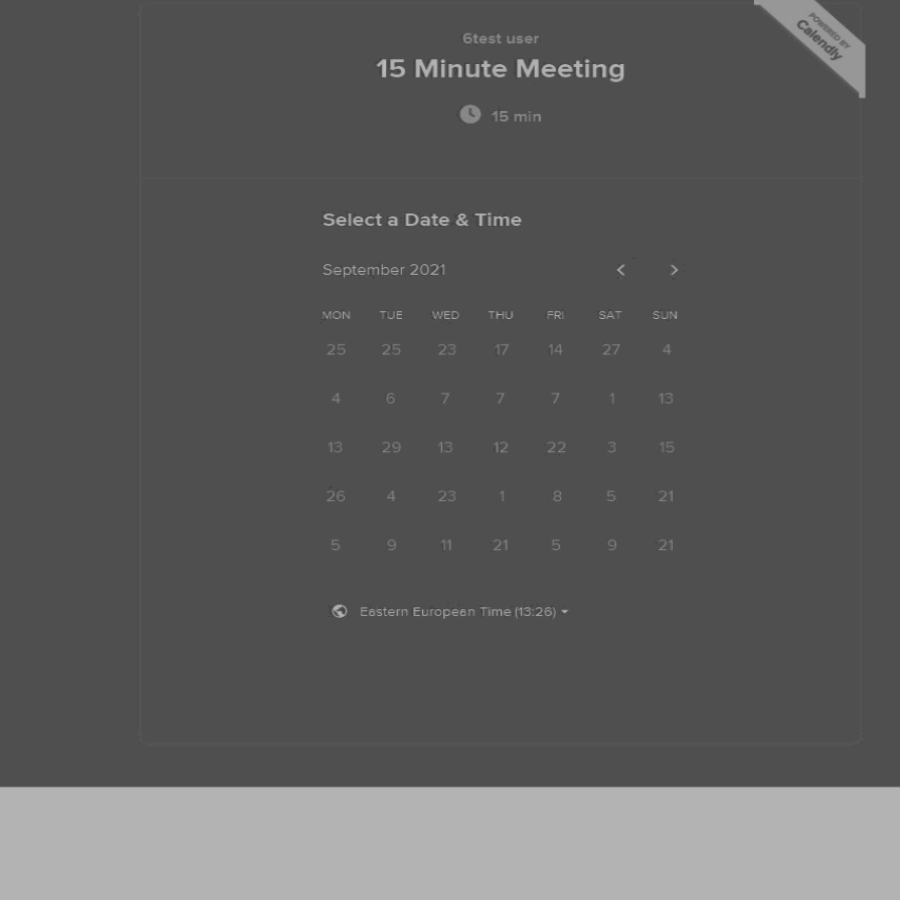 POWERED BY
Calendly
6test user
15 Minute Meeting
15 min
Select a Date & Time
September 2021
MON TUE WED THU FRI SAT SUN
25 25 23 17 14 27 4
4 6 7 7 7 1 13
13 29 13 12 22 3 15
26 4 23 1 8 5 21
5 9 11 21 5 9 21
Eastern European Time (13:26)